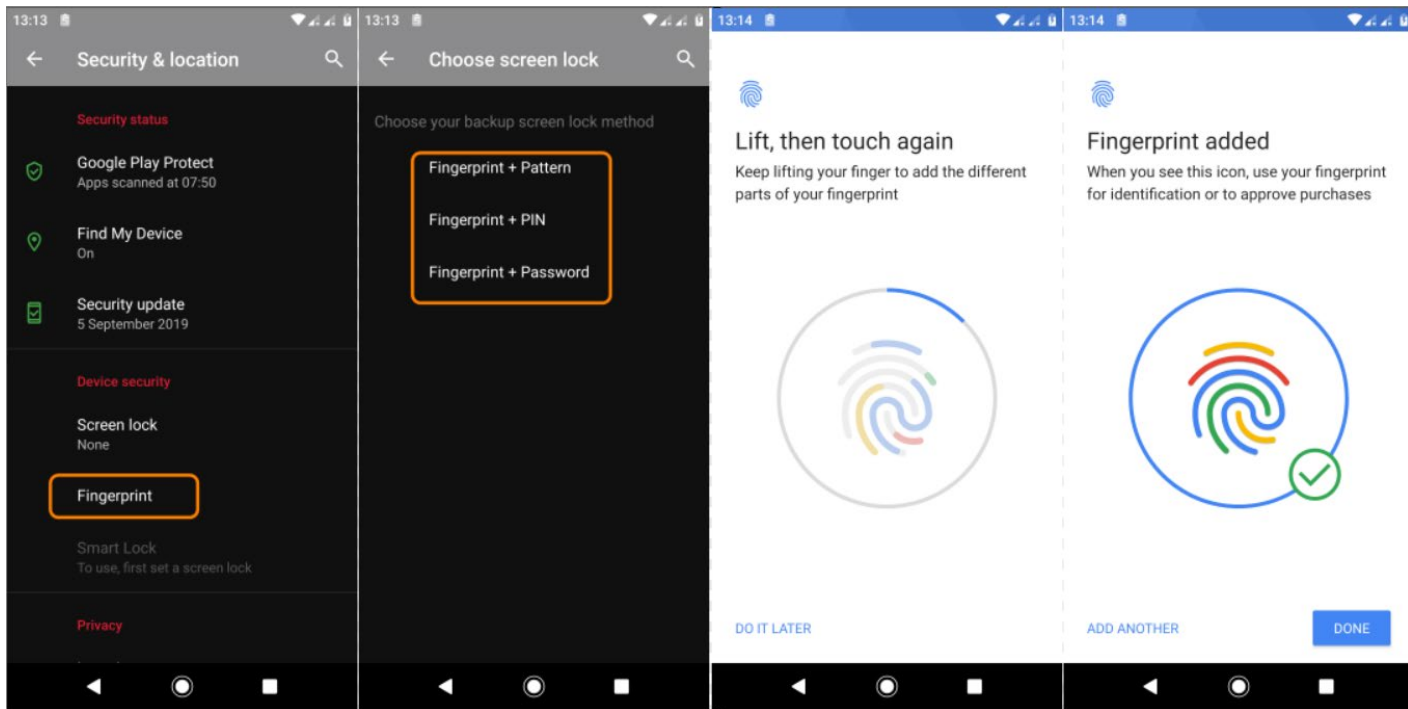 13:13
Security & location
Security status
Google Play Protect
Apps scanned at 07:50
Find My Device
On
Security update
5 September 2019
Device security
Screen lock
None
Fingerprint
Smart Lock
To use, first set a screen lock
Privacy
13:13
Choose screen lock
Choose your backup screen lock method
Fingerprint + Pattern
Fingerprint + PIN
Fingerprint + Password
13:14
Lift, then touch again
Keep lifting your finger to add the different
parts of your fingerprint
DO IT LATER
13:14
Fingerprint added
When you see this icon, use your fingerprint
for identification or to approve purchases
ADD ANOTHER
DONE